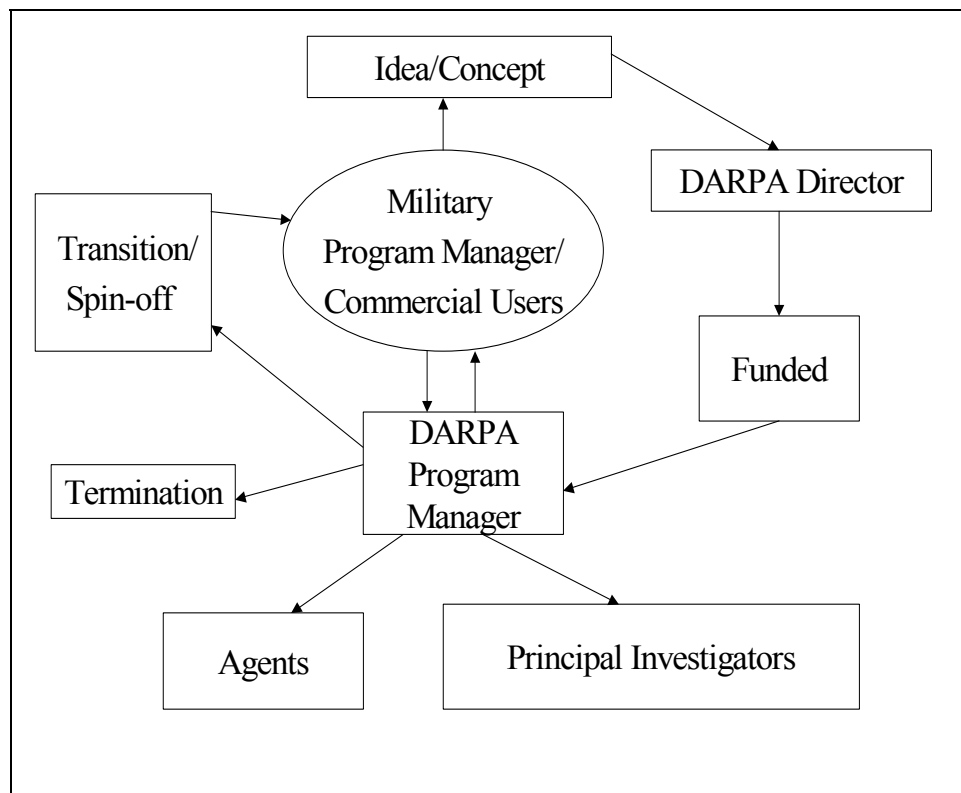 Idea/Concept
DARPA Director
Military
Program Manager/
Commercial Users
Transition/
Spin-off
Funded
DARPA
Program
Manager
Termination
Agents
Principal Investigators